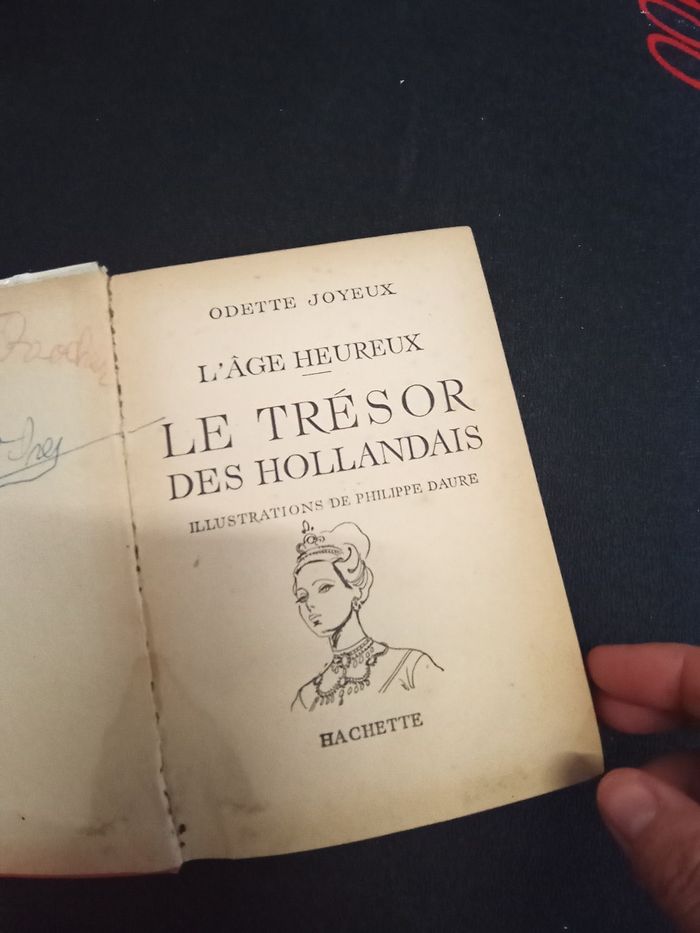 ODETTE JOYEUX
L'ÂGE HEUREUX
LE TRÉSOR
DES HOLLANDAIS
ILLUSTRATIONS DE PHILIPPE DAURE
HACHETTE